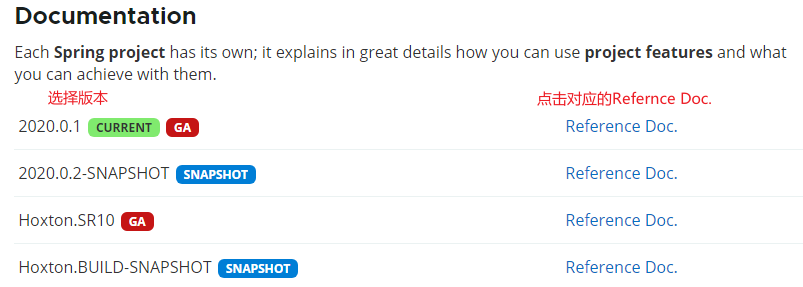 Documentation
Each Spring project has its own; it explains in great details how you can use project features and what
you can achieve with them.
选择版本 点击对应的Refernce Doc.
2020.0.1 CURRENT GA Reference Doc.
2020.0.2-SNAPSHOT SNAPSHOT Reference Doc.
Hoxton.SR10 GA Reference Doc.
Hoxton.BUILD-SNAPSHOT SNAPSHOT Reference Doc.